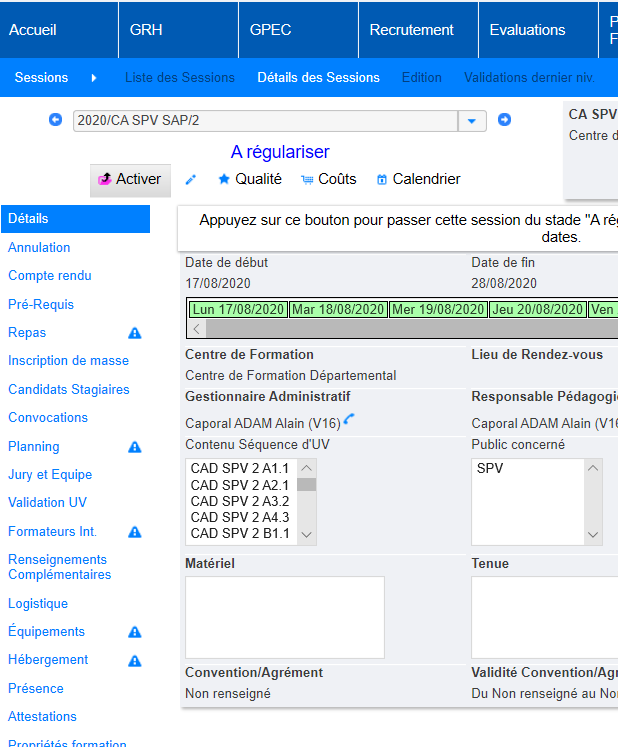 Accueil
GRH
GPEC
Recrutement
Evaluations
Sessions
Liste des Sessions
Détails des Sessions
Edition
Validations dernier niv.
2020/CA SPV SAP/2
CA SPV
Centre d
A régulariser
Activer
Qualité
Coûts
Calendrier
Détails
Annulation
Compte rendu
Pré-Requis
Repas
Inscription de masse
Candidats Stagiaires
Convocations
Planning
Jury et Equipe
Validation UV
Formateurs Int.
Renseignements
Complémentaires
Logistique
Équipements
Hébergement
Présence
Attestations
Propriétés formation
Appuyez sur ce bouton pour passer cette session du stade "A rég
dates.
Date de début
Date de fin
17/08/2020
28/08/2020
Lun 17/08/2020
Mar 18/08/2020
Mer 19/08/2020
Jeu 20/08/2020
Ven
Centre de Formation
Lieu de Rendez-vous
Centre de Formation Départemental
Gestionnaire Administratif
Responsable Pédagogi
Caporal ADAM Alain (V16)
Caporal ADAM Alain (V16
Contenu Séquence d'UV
Public concerné
CAD SPV 2 A1.1
CAD SPV 2 A2.1
CAD SPV 2 A3.2
CAD SPV 2 A4.3
CAD SPV 2 B1.1
SPV
Matériel
Tenue
Convention/Agrément
Validité Convention/Agr
Non renseigné
Du Non renseigné au No